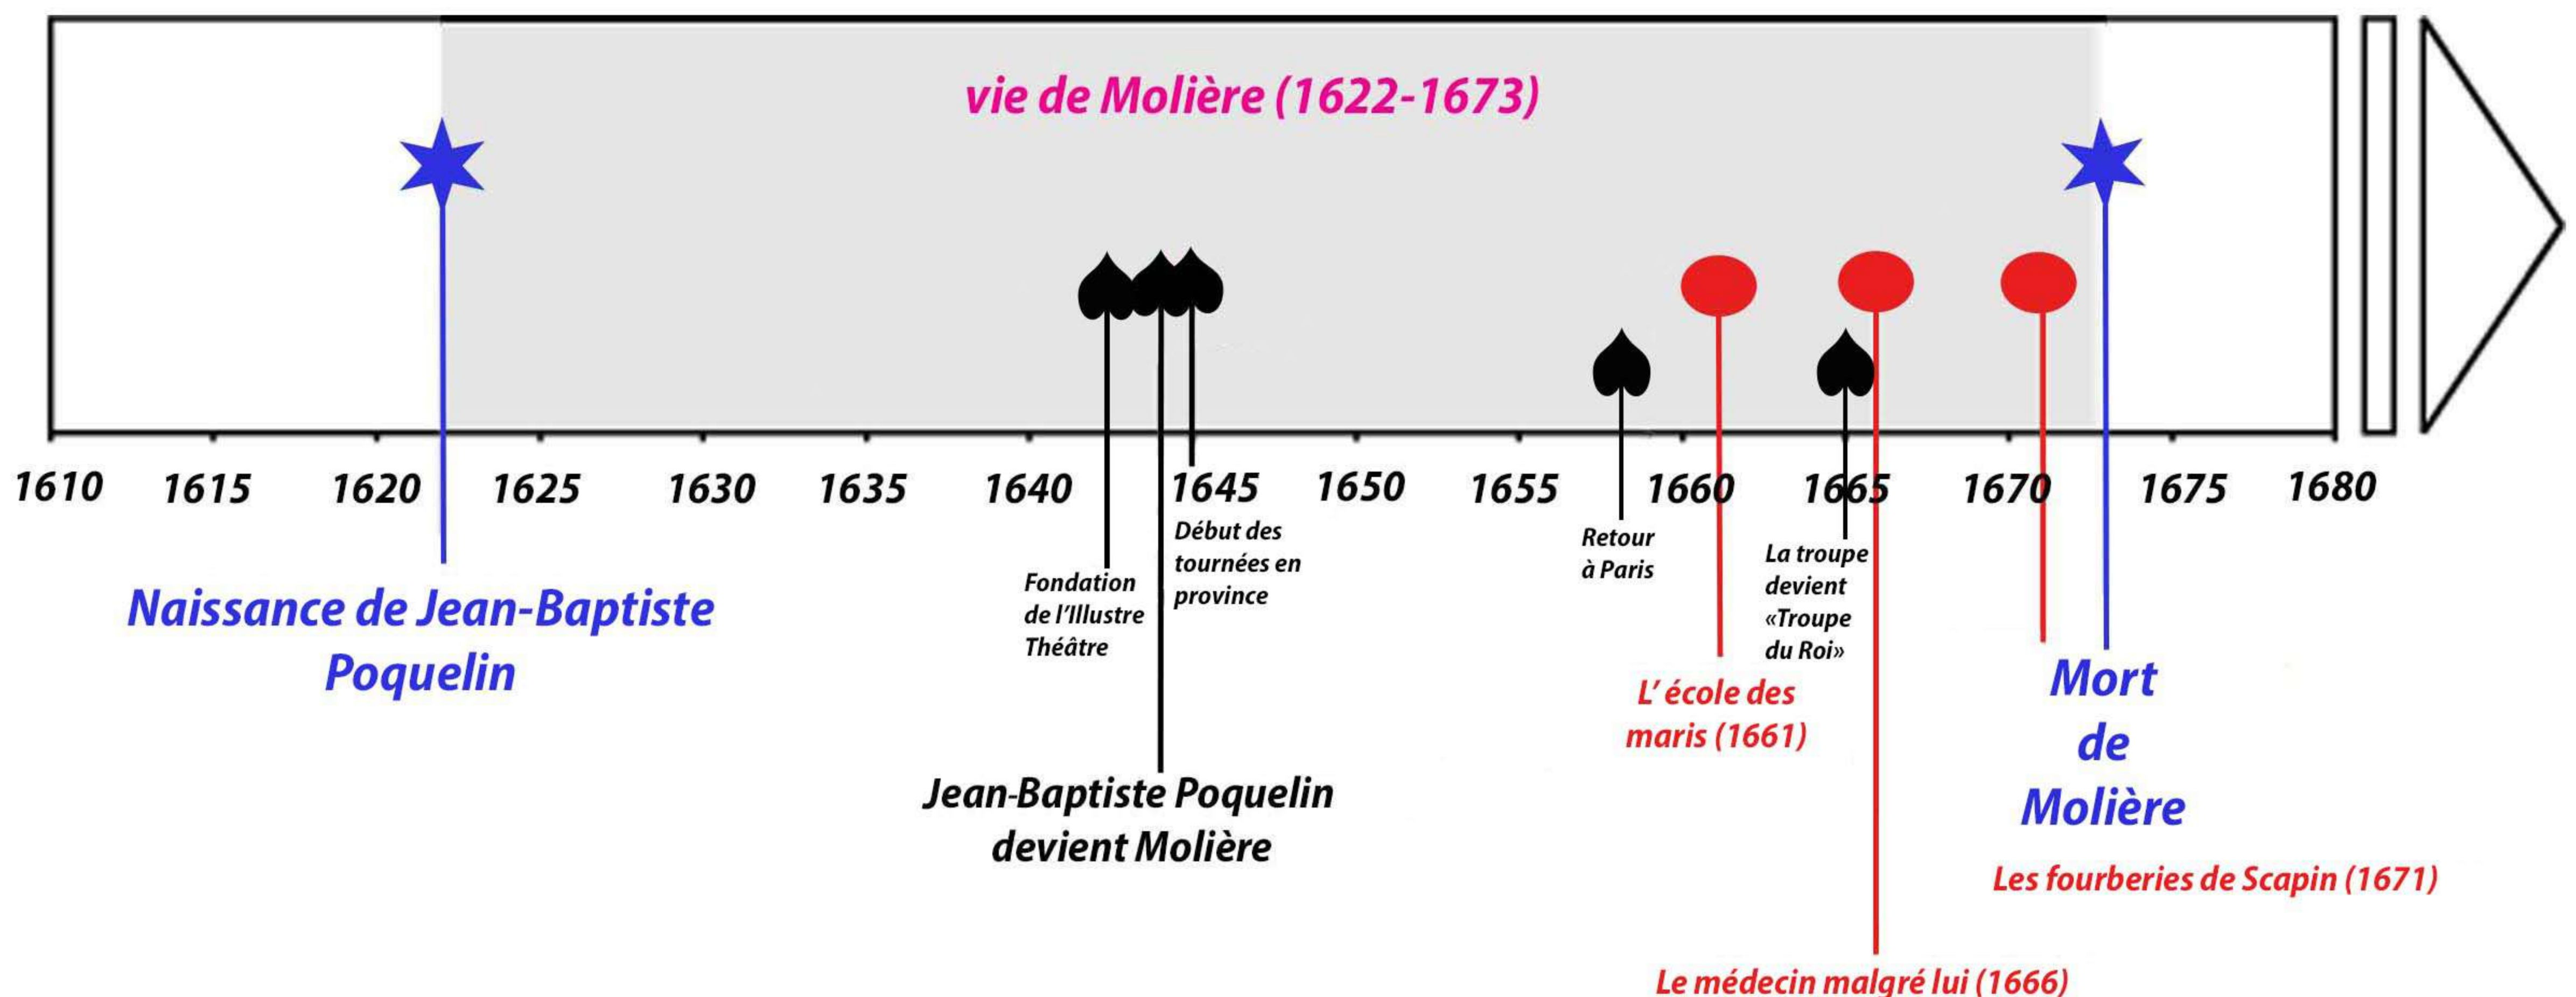 vie de Molière (1622-1673)
1610 1615 1620 1625 1630 1635 1640 1645 1650 1655 1660 1665 1670 1675 1680
Naissance de Jean-Baptiste
Poquelin
Fondation
de l'Illustre
Théâtre
Jean-Baptiste Poquelin
devient Molière
Début des
tournées en
province
Retour
à Paris
L' école des
maris (1661)
La troupe
devient
«Troupe
du Roi»
Le médecin malgré lui (1666)
Mort
de
Molière
Les fourberies de Scapin (1671)